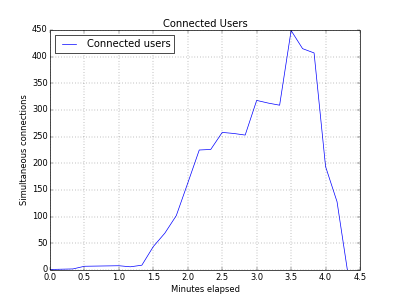 Connected Users
Connected users
450
400
350
300
250
200
150
100
50
0
Simultaneous connections
0.0 0.5 1.0 1.5 2.0 2.5 3.0 3.5 4.0 4.5
Minutes elapsed